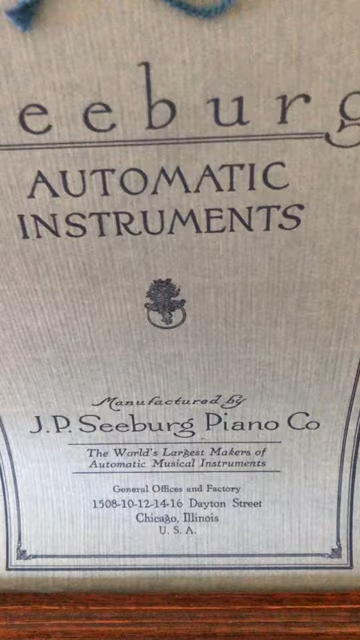 eeburg
AUTOMATIC
INSTRUMENTS
Manufactured by
J.P. Seeburg Piano Co
The World's Largest Makers of
Automatic Musical Instruments
General Offices and Factory
1508-10-12-14-16 Dayton Street
Chicago, Illinois
U. S. A.